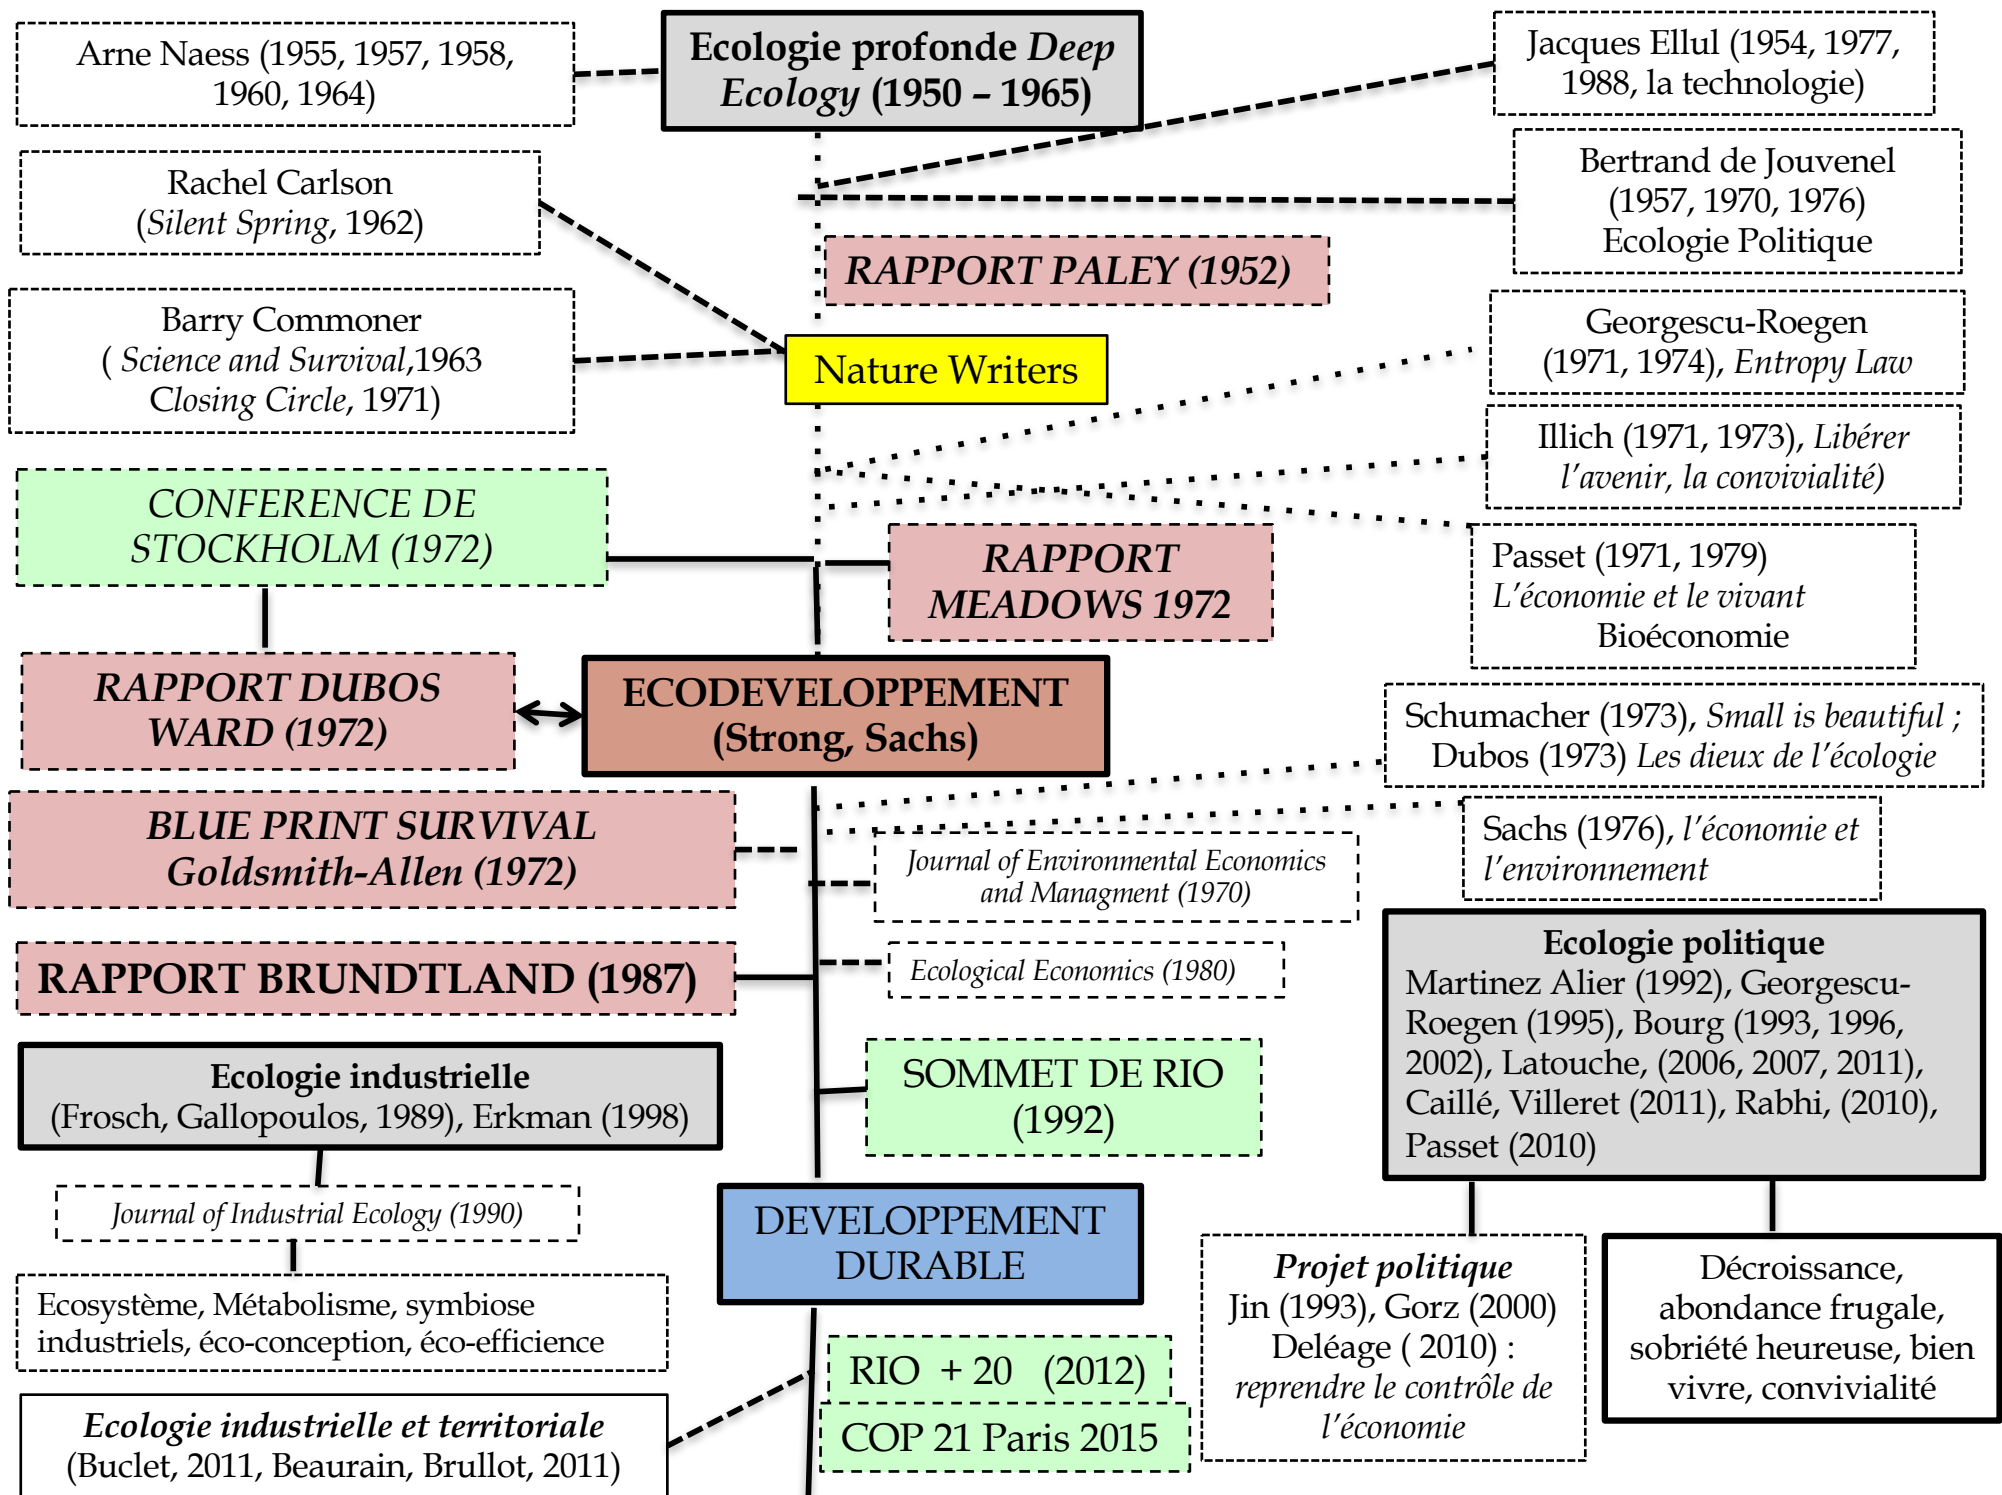 Arne Naess (1955, 1957, 1958,
1960, 1964)
Ecologie profonde Deep
Ecology (1950 – 1965)
Jacques Ellul (1954, 1977,
1988, la technologie)
Rachel Carlson
(Silent Spring, 1962)
Bertrand de Jouvenel
(1957, 1970, 1976)
Ecologie Politique
RAPPORT PALEY (1952)
Barry Commoner
( Science and Survival,1963
Closing Circle, 1971)
Nature Writers
Georgescu-Roegen
(1971, 1974), Entropy Law
Illich (1971, 1973), Libérer
l'avenir, la convivialité)
CONFERENCE DE
STOCKHOLM (1972)
RAPPORT
MEADOWS 1972
Passet (1971, 1979)
L'économie et le vivant
Bioéconomie
RAPPORT DUBOS
WARD (1972)
ECODEVELOPPEMENT
(Strong, Sachs)
Schumacher (1973), Small is beautiful ;
Dubos (1973) Les dieux de l'écologie
BLUE PRINT SURVIVAL
Goldsmith-Allen (1972)
Journal of Environmental Economics
and Managment (1970)
Sachs (1976), l'économie et
l'environnement
RAPPORT BRUNDTLAND (1987)
Ecological Economics (1980)
Ecologie politique
Martinez Alier (1992), Georgescu-
Roegen (1995), Bourg (1993, 1996,
2002), Latouche, (2006, 2007, 2011),
Caillé, Villeret (2011), Rabhi, (2010),
Passet (2010)
Ecologie industrielle
(Frosch, Gallopoulos, 1989), Erkman (1998)
SOMMET DE RIO
(1992)
Journal of Industrial Ecology (1990)
DEVELOPPEMENT
DURABLE
Ecosystème, Métabolisme, symbiose
industriels, éco-conception, éco-efficience
Projet politique
Jin (1993), Gorz (2000)
Deléage ( 2010) :
reprendre le contrôle de
l'économie
Décroissance,
abondance frugale,
sobriété heureuse, bien
vivre, convivialité
RIO + 20 (2012)
COP 21 Paris 2015
Ecologie industrielle et territoriale
(Buclet, 2011, Beaurain, Brullot, 2011)